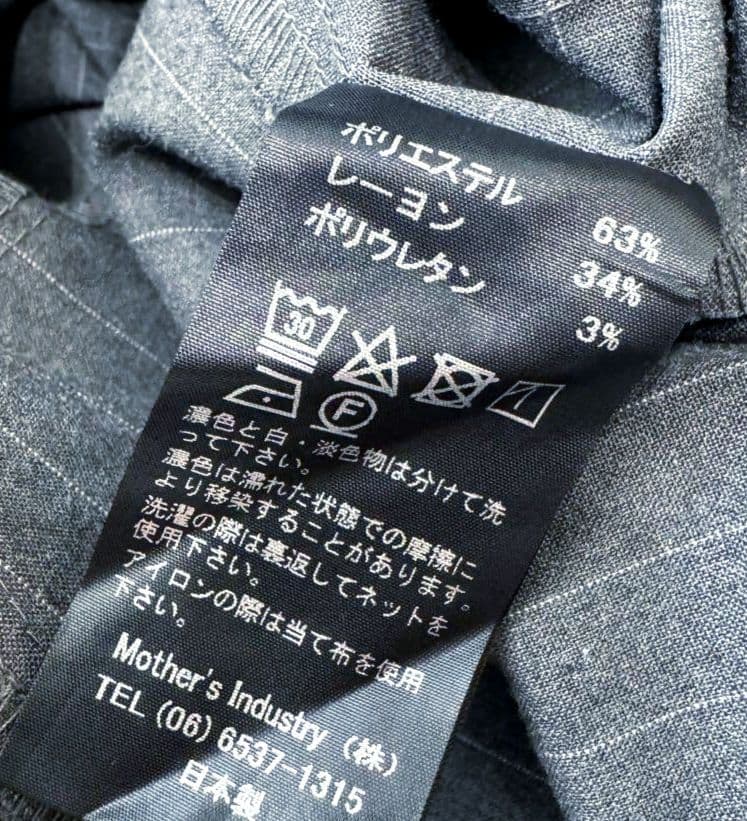 ポリエステル 63%
レーヨン 34%
ポリウレタン 3%
30
F
濃色と白・淡色物は分けて洗
って下さい。
濃色は濡れた状態での摩擦に
より移染することがあります。
洗濯の際は裏返してネットを
使用下さい。
アイロンの際は当て布を使用
下さい。
Mother's Industry (株)
TEL (06) 6537-1315
日本製